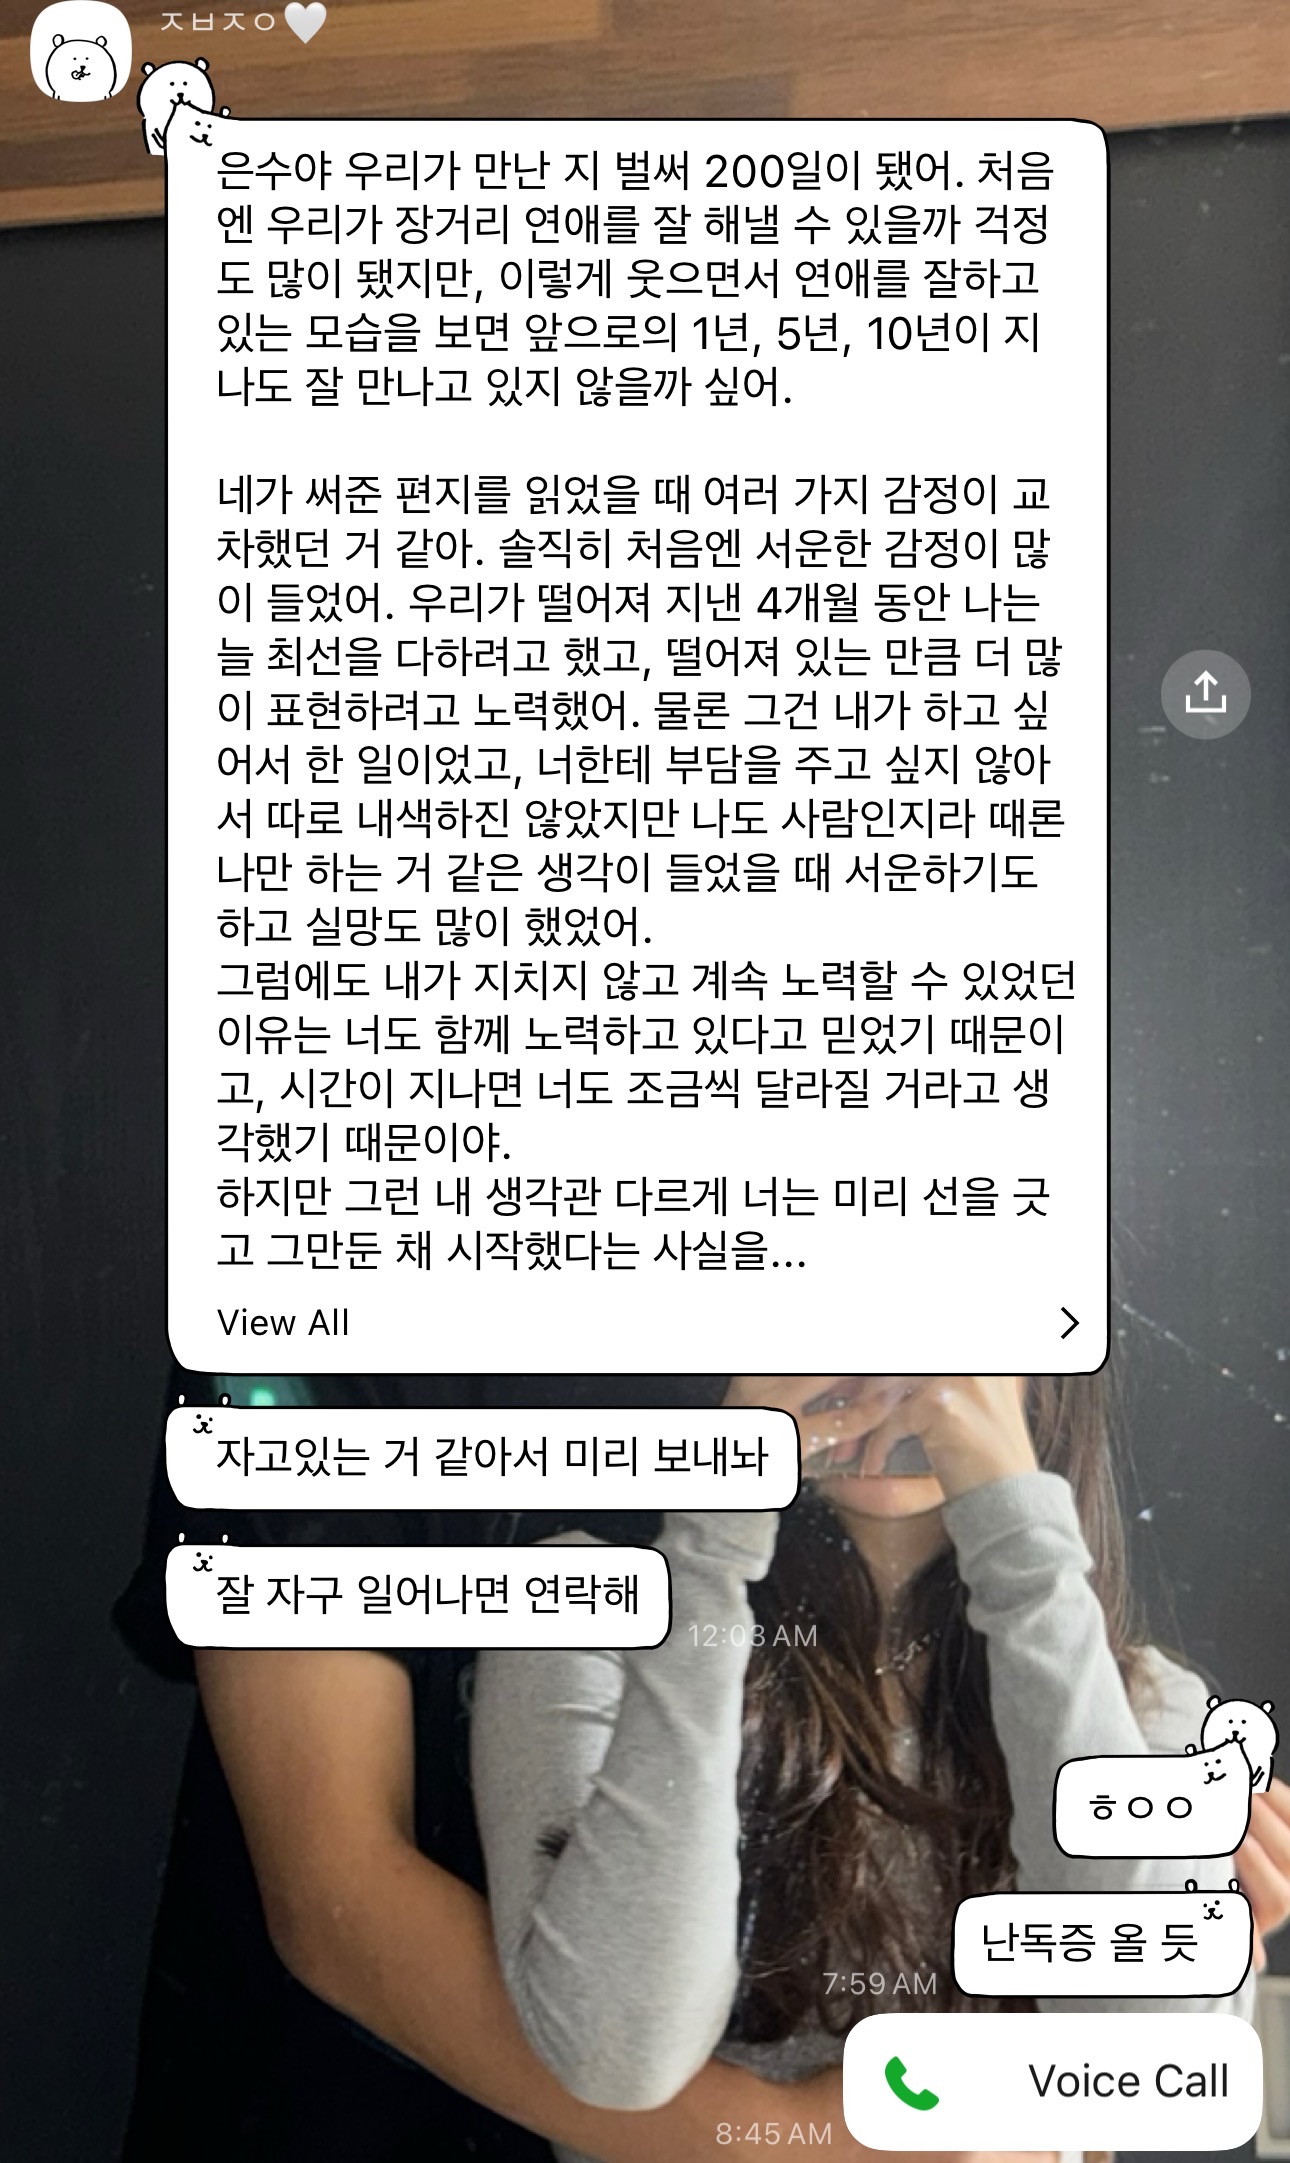 ㅈㅂㅈㅇ🤍
은수야 우리가 만난 지 벌써 200일이 됐어. 처음
엔 우리가 장거리 연애를 잘 해낼 수 있을까 걱정
도 많이 됐지만, 이렇게 웃으면서 연애를 잘하고
있는 모습을 보면 앞으로의 1년, 5년, 10년이 지
나도 잘 만나고 있지 않을까 싶어.
네가 써준 편지를 읽었을 때 여러 가지 감정이 교
차했던 거 같아. 솔직히 처음엔 서운한 감정이 많
이 들었어. 우리가 떨어져 지낸 4개월 동안 나는
늘 최선을 다하려고 했고, 떨어져 있는 만큼 더 많
이 표현하려고 노력했어. 물론 그건 내가 하고 싶
어서 한 일이었고, 너한테 부담을 주고 싶지 않아
서 따로 내색하진 않았지만 나도 사람인지라 때론
나만 하는 거 같은 생각이 들었을 때 서운하기도
하고 실망도 많이 했었어.
그럼에도 내가 지치지 않고 계속 노력할 수 있었던
이유는 너도 함께 노력하고 있다고 믿었기 때문이
고, 시간이 지나면 너도 조금씩 달라질 거라고 생
각했기 때문이야.
하지만 그런 내 생각관 다르게 너는 미리 선을 긋
고 그만둔 채 시작했다는 사실을...
View All
자고있는 거 같아서 미리 보내놔
잘 자구 일어나면 연락해
12:03 AM
ㅎㅇㅇ
난독증 올 듯
7:59 AM
Voice Call
8:45 AM